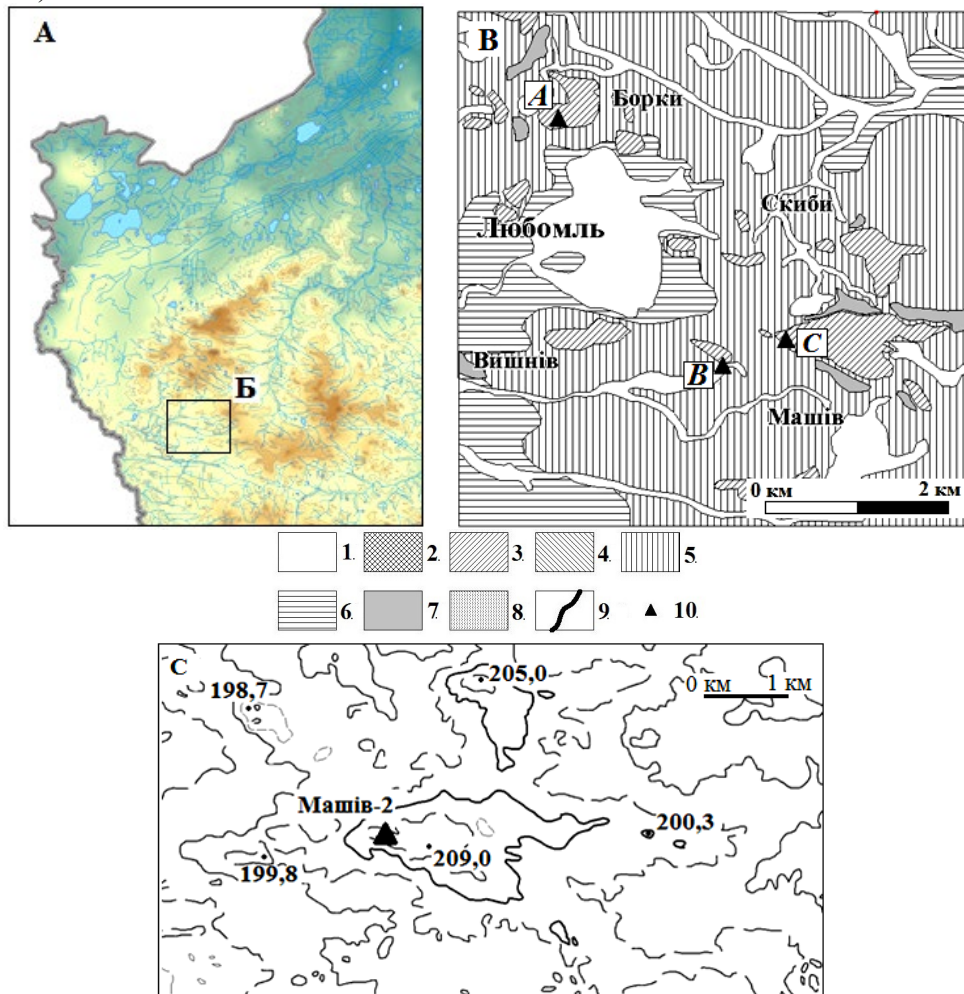 А
Б
В
A
Борки
Скиби
Любомль
Вишнів
B
C
Машів
0 км 2 км
1. 2. 3. 4. 5.
6. 7. 8. 9. 10.
С
205,0
0 км 1 км
198,7
Машів-2
200,3
209,0
199,8